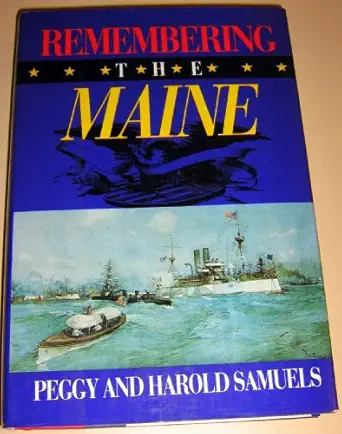 REMEMBERING
THE
MAINE
PEGGY AND HAROLD SAMUELS